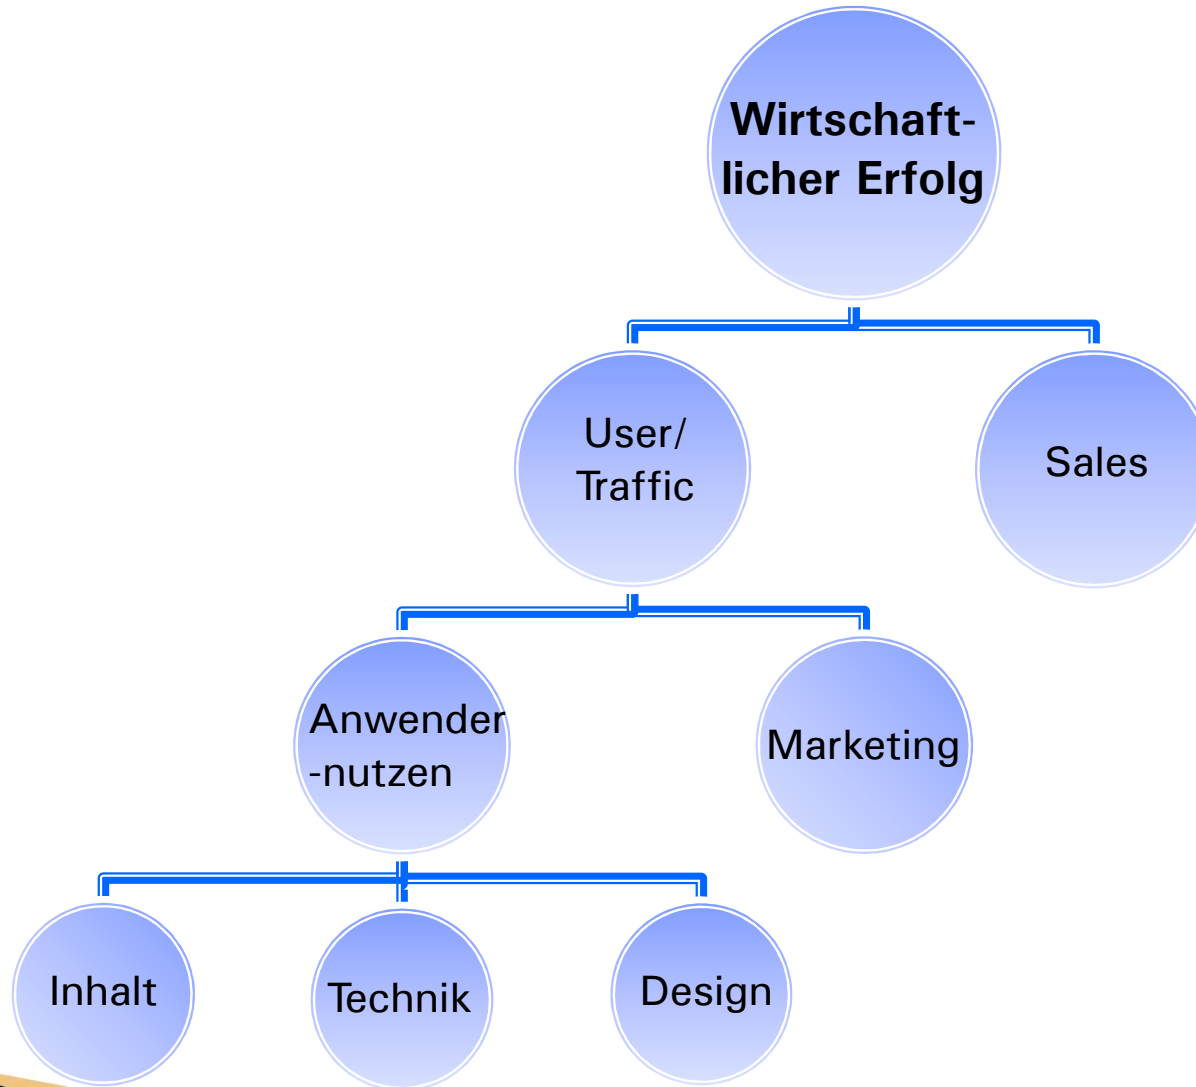 Wirtschaft-
licher Erfolg
User/
Traffic
Sales
Anwender
-nutzen
Marketing
Inhalt
Technik
Design